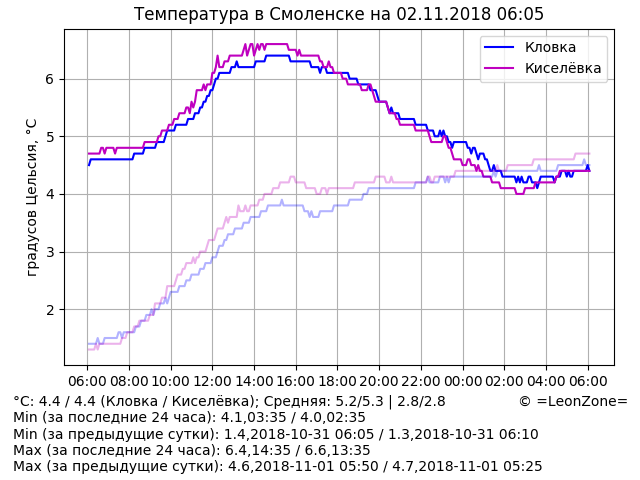 Температура в Смоленске на 02.11.2018 06:05
Кловка
Киселёвка
градусов Цельсия, °C
6
5
4
3
2
06:00 08:00 10:00 12:00 14:00 16:00 18:00 20:00 22:00 00:00 02:00 04:00 06:00
°C: 4.4 / 4.4 (Кловка / Киселёвка); Средняя: 5.2/5.3 | 2.8/2.8 © =LeonZone=
Min (за последние 24 часа): 4.1,03:35 / 4.0,02:35
Min (за предыдущие сутки): 1.4,2018-10-31 06:05 / 1.3,2018-10-31 06:10
Max (за последние 24 часа): 6.4,14:35 / 6.6,13:35
Max (за предыдущие сутки): 4.6,2018-11-01 05:50 / 4.7,2018-11-01 05:25